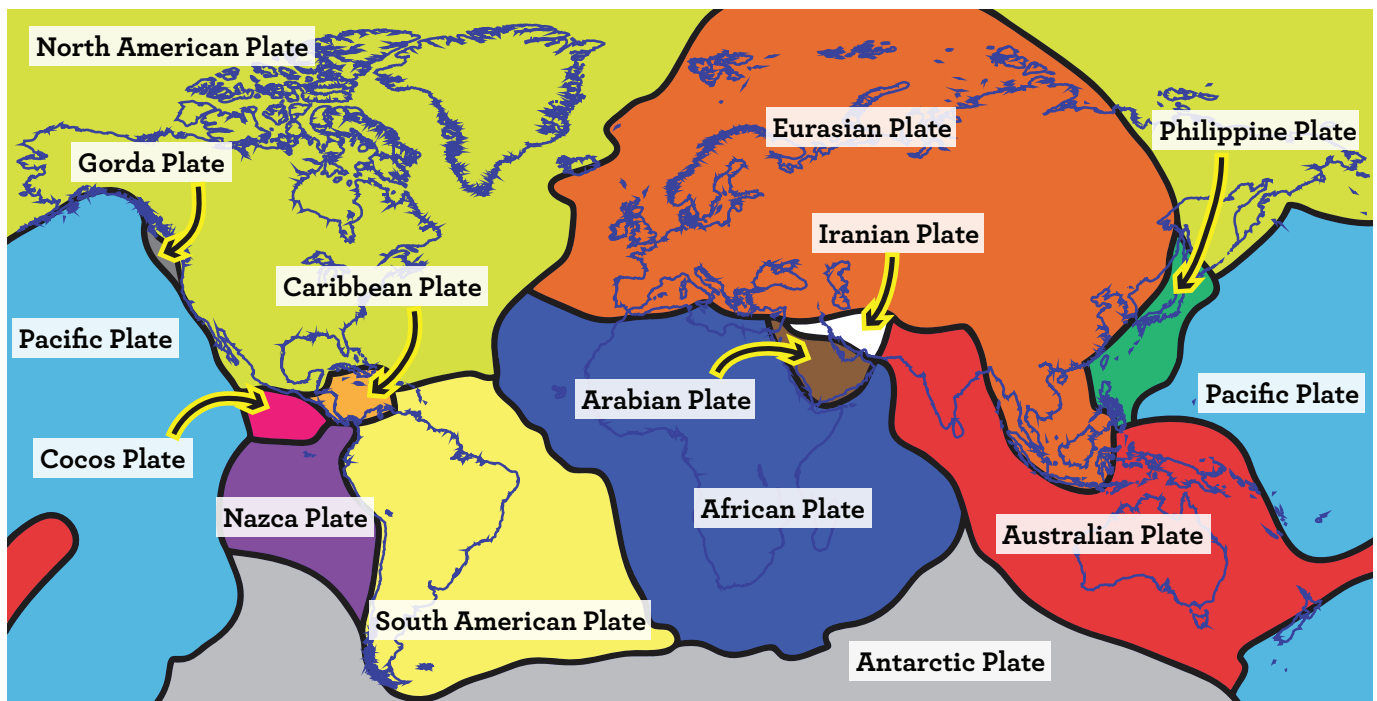 North American Plate
Eurasian Plate
Philippine Plate
Gorda Plate
Iranian Plate
Caribbean Plate
Pacific Plate
Arabian Plate
Pacific Plate
Cocos Plate
Nazca Plate
African Plate
Australian Plate
South American Plate
Antarctic Plate